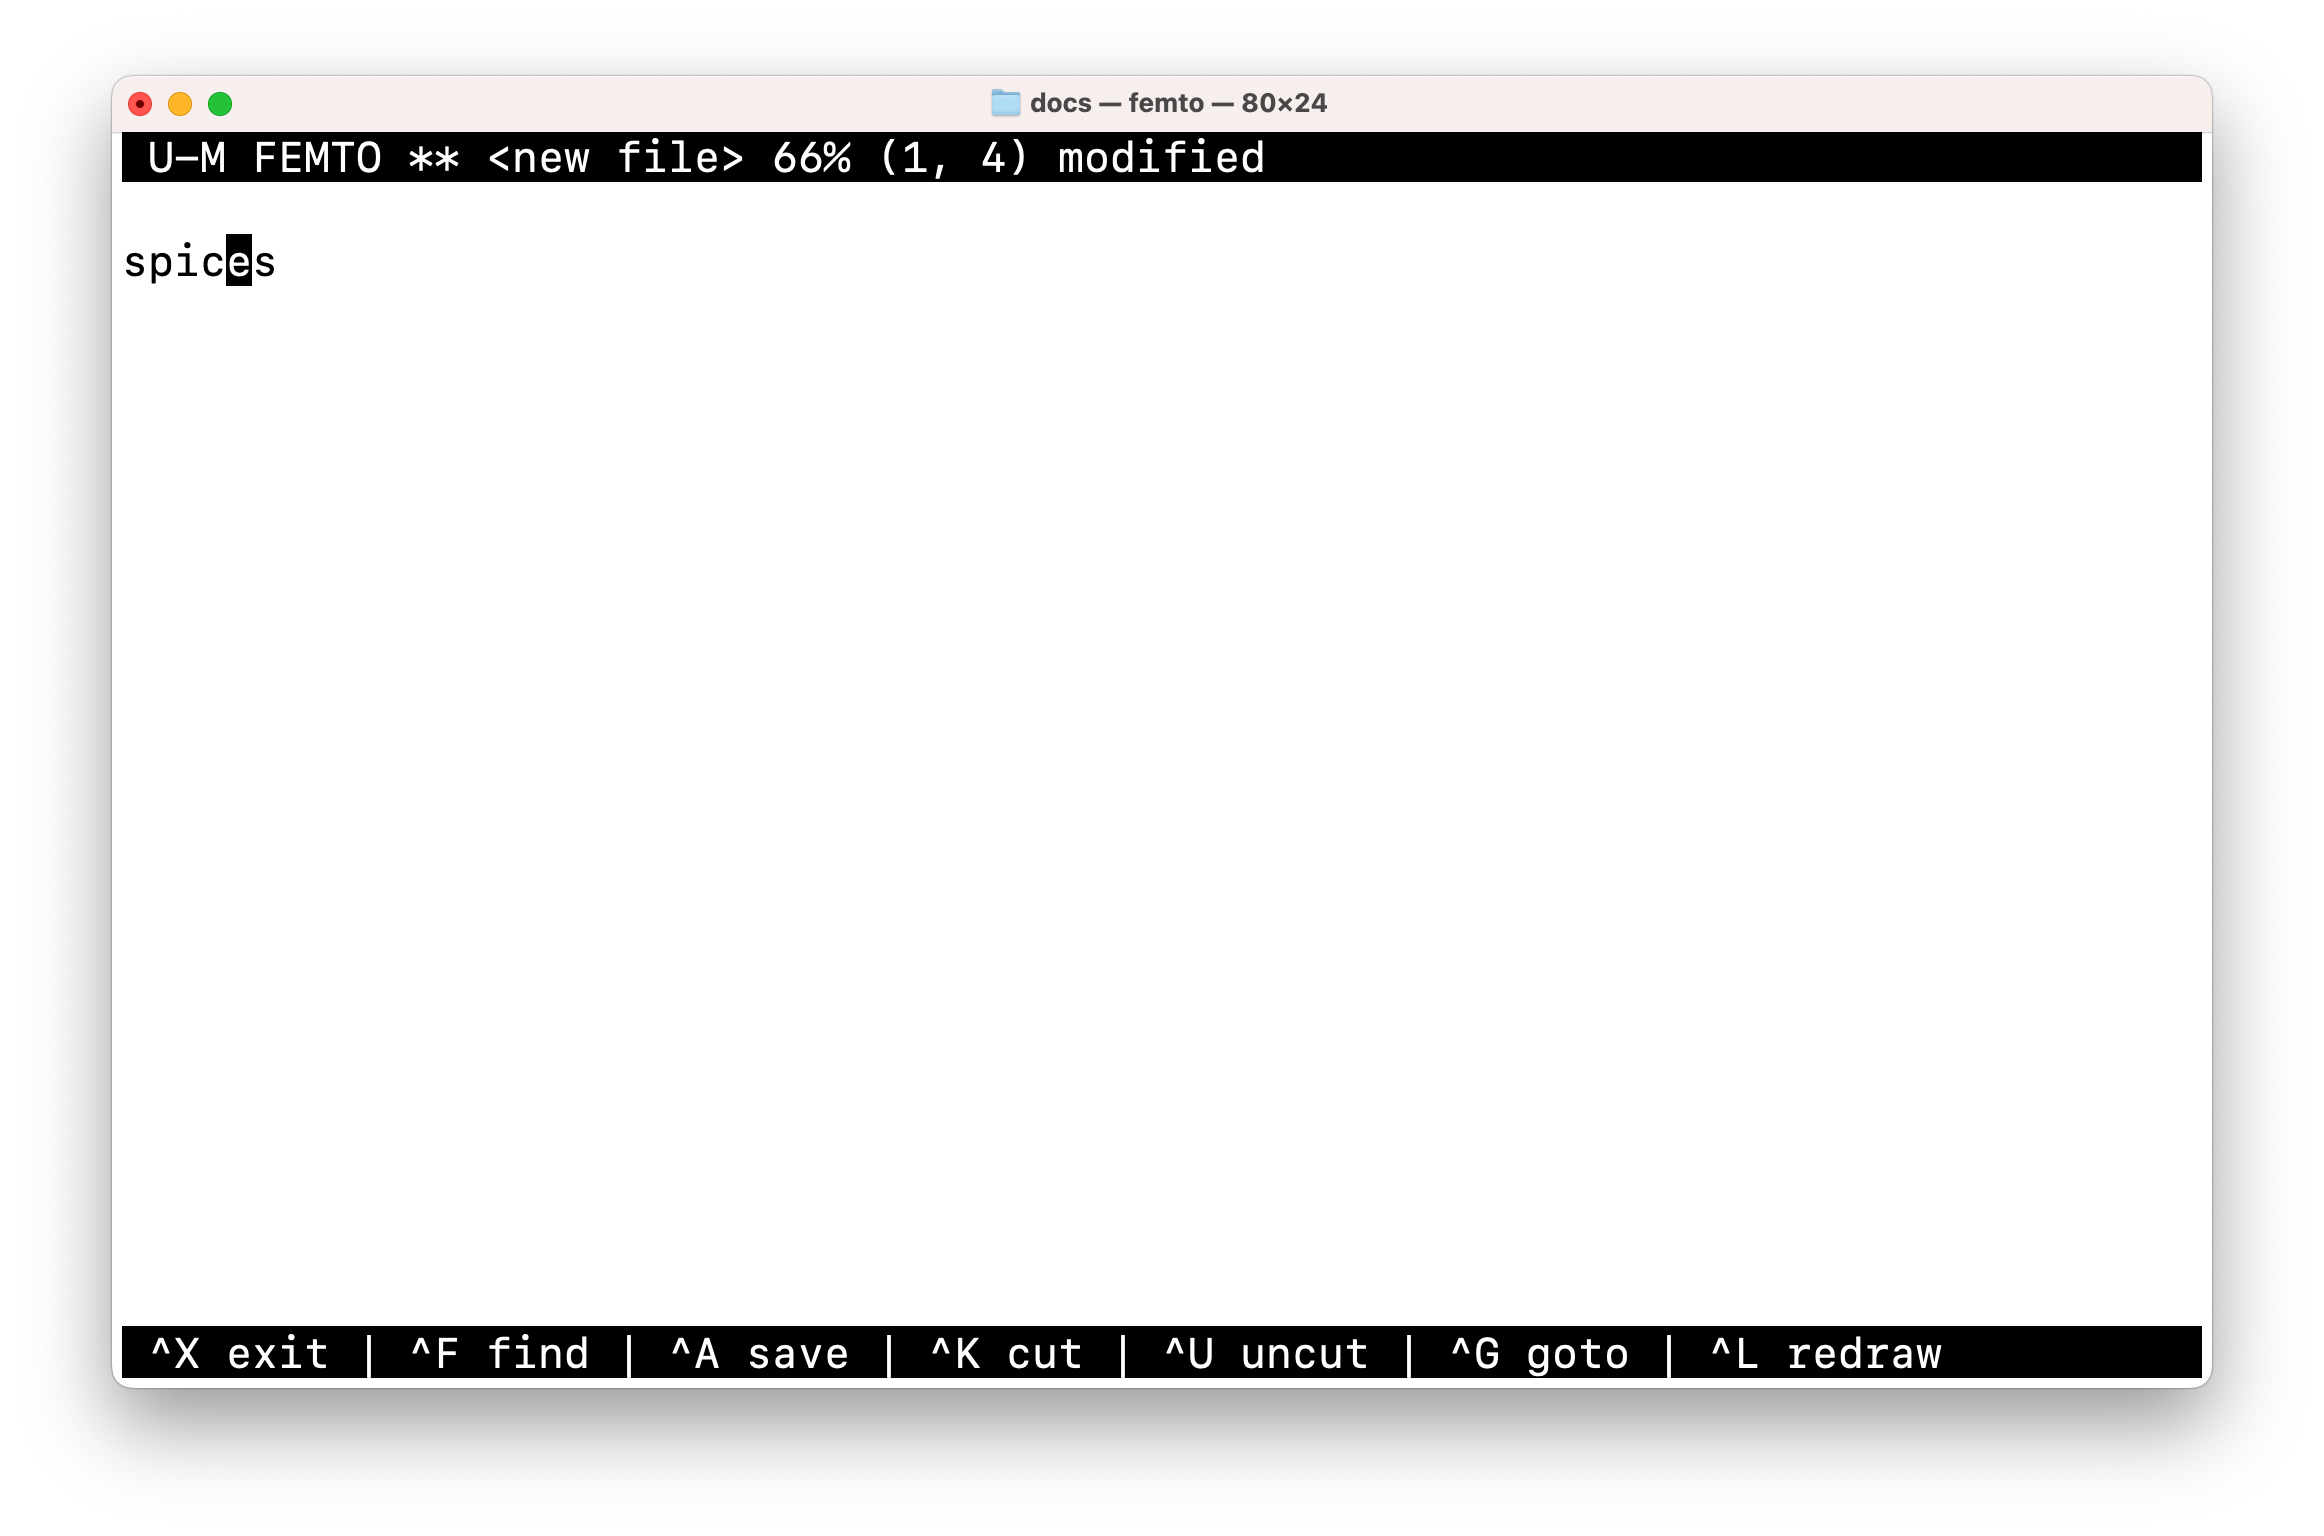 docs — femto — 80×24
U-M FEMTO ** <new file> 66% (1, 4) modified
spices
^X exit | ^F find | ^A save | ^K cut | ^U uncut | ^G goto | ^L redraw